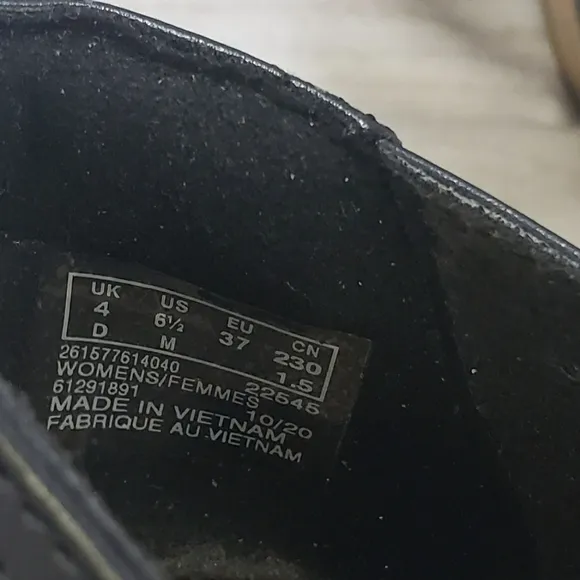 UK US EU CN
4 6½ 37 230
D M 1.5
261577614040
WOMENS/FEMMES 22545
61291891 10/20
MADE IN VIETNAM
FABRIQUE AU VIETNAM